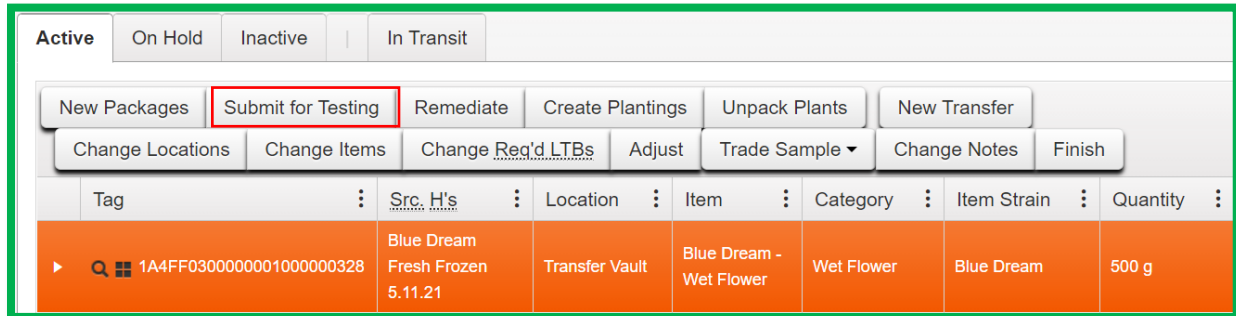 Active On Hold Inactive | In Transit
New Packages Submit for Testing Remediate Create Plantings Unpack Plants New Transfer
Change Locations Change Items Change Req'd LTBs Adjust Trade Sample Change Notes Finish
Tag Src. H's Location Item Category Item Strain Quantity
1A4FF0300000001000000328 Blue Dream Fresh Frozen 5.11.21 Transfer Vault Blue Dream - Wet Flower Wet Flower Blue Dream 500 g